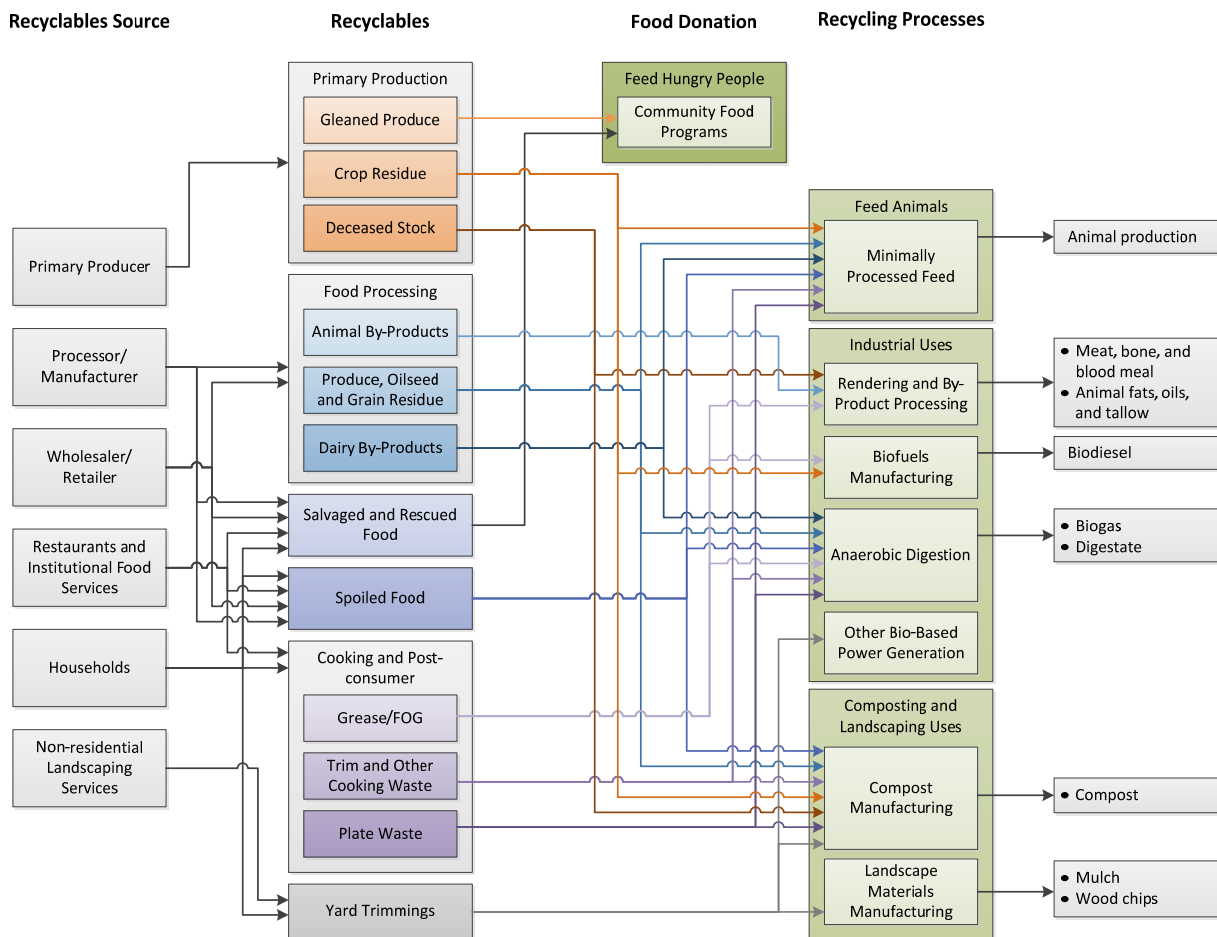 Recyclables Source
Recyclables
Food Donation
Recycling Processes
Primary Producer
Processor/
Manufacturer
Wholesaler/
Retailer
Restaurants and
Institutional Food
Services
Households
Non-residential
Landscaping
Services
Primary Production
Gleaned Produce
Crop Residue
Deceased Stock
Food Processing
Animal By-Products
Produce, Oilseed
and Grain Residue
Dairy By-Products
Salvaged and Rescued
Food
Spoiled Food
Cooking and Post-
consumer
Grease/FOG
Trim and Other
Cooking Waste
Plate Waste
Yard Trimmings
Feed Hungry People
Community Food
Programs
Feed Animals
Minimally
Processed Feed
Industrial Uses
Rendering and By-
Product Processing
Biofuels
Manufacturing
Anaerobic Digestion
Other Bio-Based
Power Generation
Composting and
Landscaping Uses
Compost
Manufacturing
Landscape
Materials
Manufacturing
Animal production
• Meat, bone, and
blood meal
• Animal fats, oils,
and tallow
Biodiesel
• Biogas
• Digestate
• Compost
• Mulch
• Wood chips